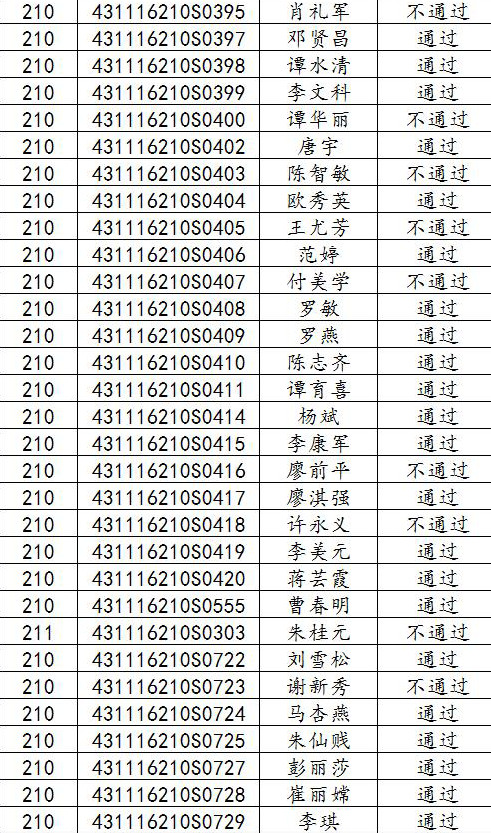 210 431116210S0395 肖礼军 不通过
210 431116210S0397 邓贤昌 通过
210 431116210S0398 谭水清 通过
210 431116210S0399 李文科 通过
210 431116210S0400 谭华丽 不通过
210 431116210S0402 唐宇 通过
210 431116210S0403 陈智敏 不通过
210 431116210S0404 欧秀英 通过
210 431116210S0405 王尤芳 不通过
210 431116210S0406 范婷 通过
210 431116210S0407 付美学 不通过
210 431116210S0408 罗敏 通过
210 431116210S0409 罗燕 通过
210 431116210S0410 陈志齐 通过
210 431116210S0411 谭育喜 通过
210 431116210S0414 杨斌 通过
210 431116210S0415 李康军 通过
210 431116210S0416 廖前平 不通过
210 431116210S0417 廖淇强 通过
210 431116210S0418 许永义 不通过
210 431116210S0419 李美元 通过
210 431116210S0420 蒋芸霞 通过
210 431116210S0555 曹春明 通过
211 431116210S0303 朱桂元 不通过
210 431116210S0722 刘雪松 通过
210 431116210S0723 谢新秀 不通过
210 431116210S0724 马杏燕 通过
210 431116210S0725 朱仙贱 通过
210 431116210S0727 彭丽莎 通过
210 431116210S0728 崔丽嫦 通过
210 431116210S0729 李琪 通过